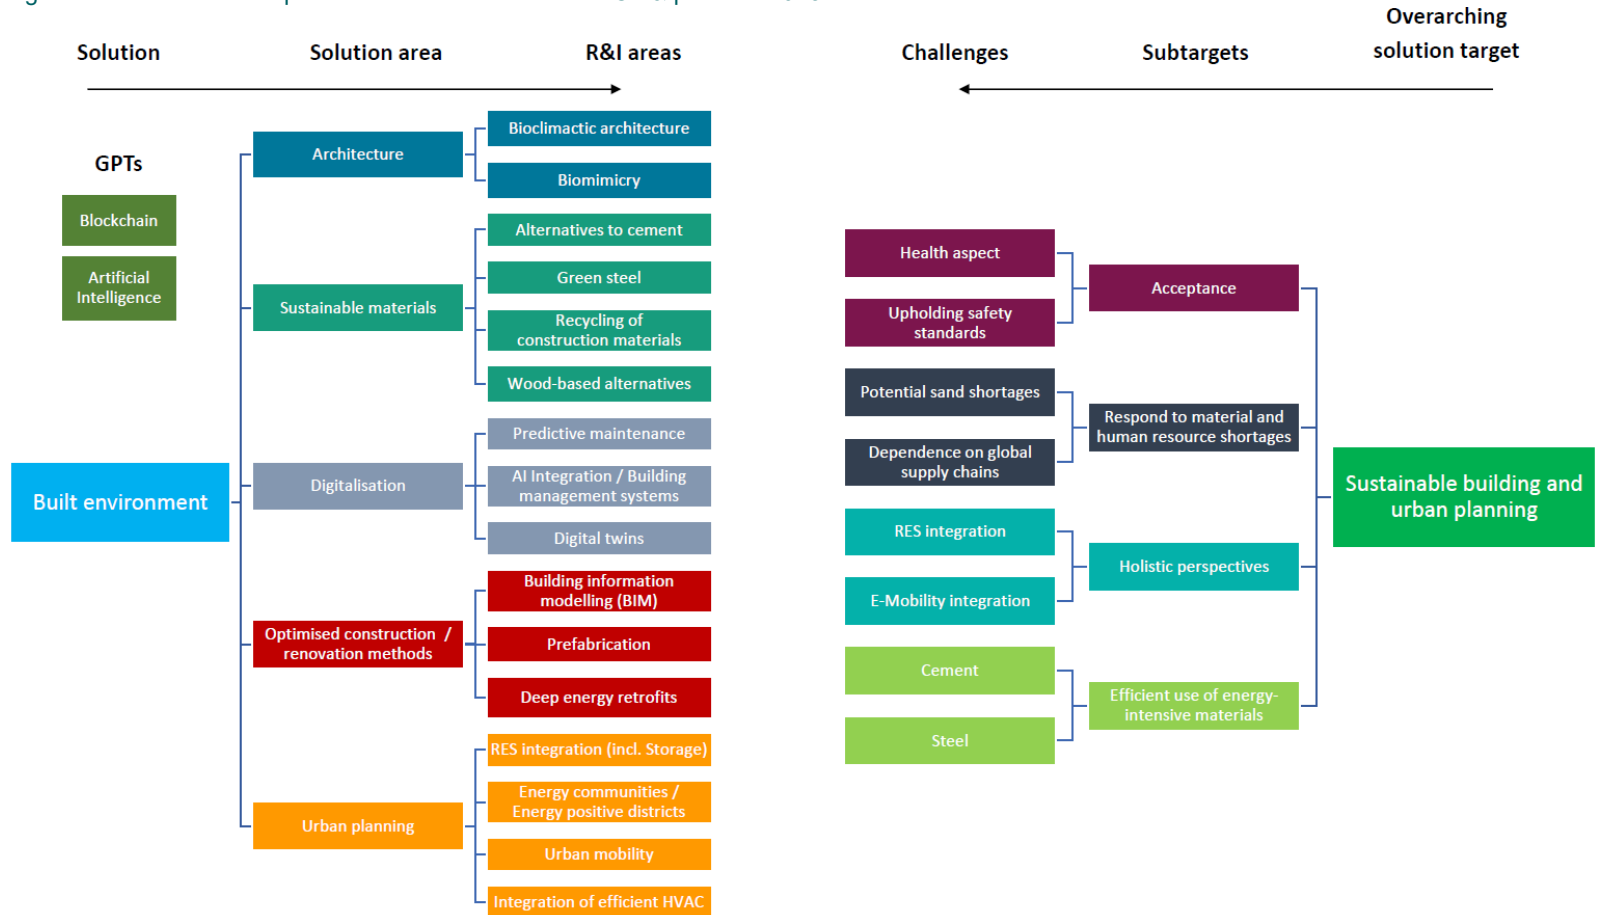 Solution
Solution area
R&I areas
Challenges
Subtargets
Overarching
solution target
GPTs
Blockchain
Artificial
Intelligence
Built environment
Architecture
Bioclimactic architecture
Biomimicry
Sustainable materials
Alternatives to cement
Green steel
Recycling of
construction materials
Wood-based alternatives
Digitalisation
Predictive maintenance
AI Integration / Building
management systems
Digital twins
Optimised construction /
renovation methods
Building information
modelling (BIM)
Prefabrication
Deep energy retrofits
Urban planning
RES integration (incl. Storage)
Energy communities /
Energy positive districts
Urban mobility
Integration of efficient HVAC
Health aspect
Upholding safety
standards
Acceptance
Potential sand shortages
Dependence on global
supply chains
Respond to material and
human resource shortages
RES integration
E-Mobility integration
Holistic perspectives
Cement
Steel
Efficient use of energy-
intensive materials
Sustainable building and
urban planning